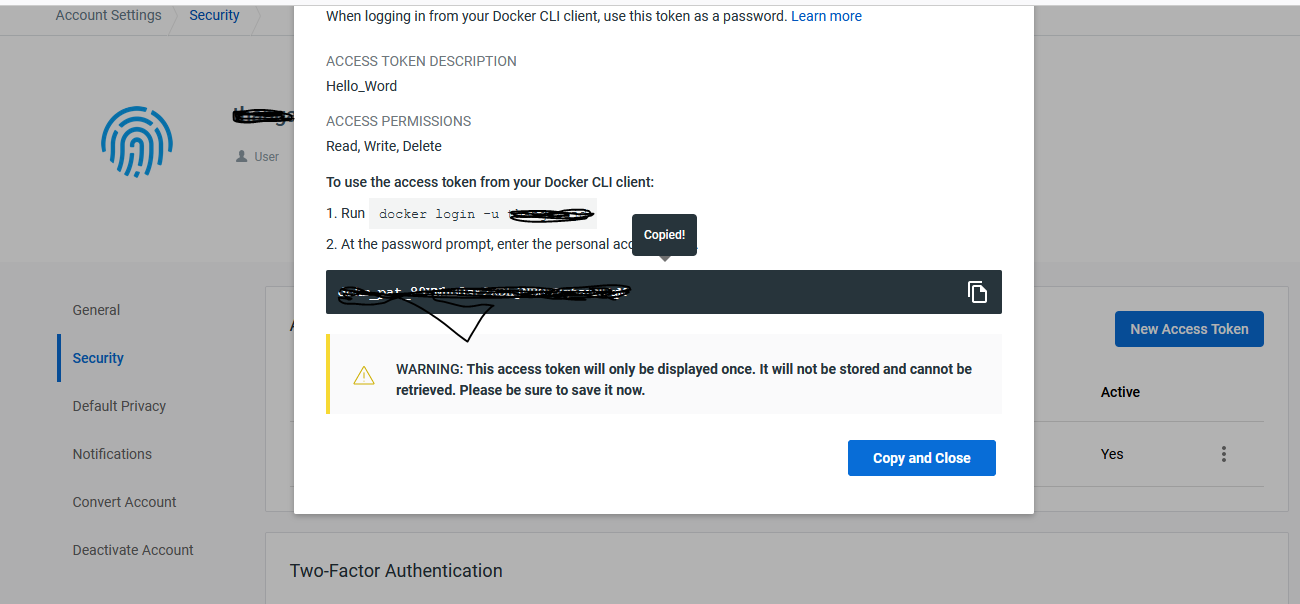 Account Settings
Security
When logging in from your Docker CLI client, use this token as a password. Learn more
ACCESS TOKEN DESCRIPTION
Hello_Word
User
ACCESS PERMISSIONS
Read, Write, Delete
To use the access token from your Docker CLI client:
1. Run docker login -u
2. At the password prompt, enter the personal
Copied!
General
Security
Default Privacy
Notifications
Convert Account
Deactivate Account
New Access Token
WARNING: This access token will only be displayed once. It will not be stored and cannot be
retrieved. Please be sure to save it now.
Active
Yes
Copy and Close
Two-Factor Authentication